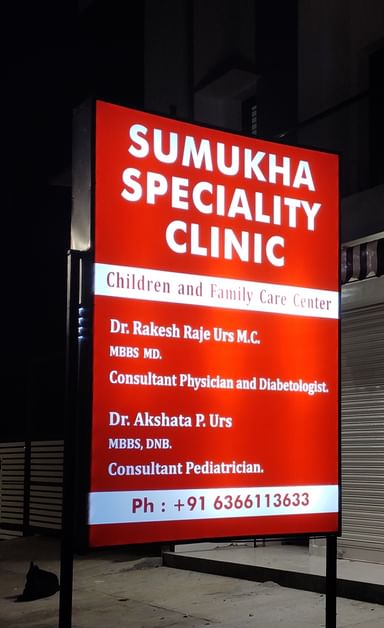 SUMUKHA
SPECIALITY
CLINIC
Children and Family Care Center
Dr. Rakesh Raje Urs M.C.
MBBS MD.
Consultant Physician and Diabetologist.
Dr. Akshata P. Urs
MBBS, DNB.
Consultant Pediatrician.
Ph : +91 6366113633